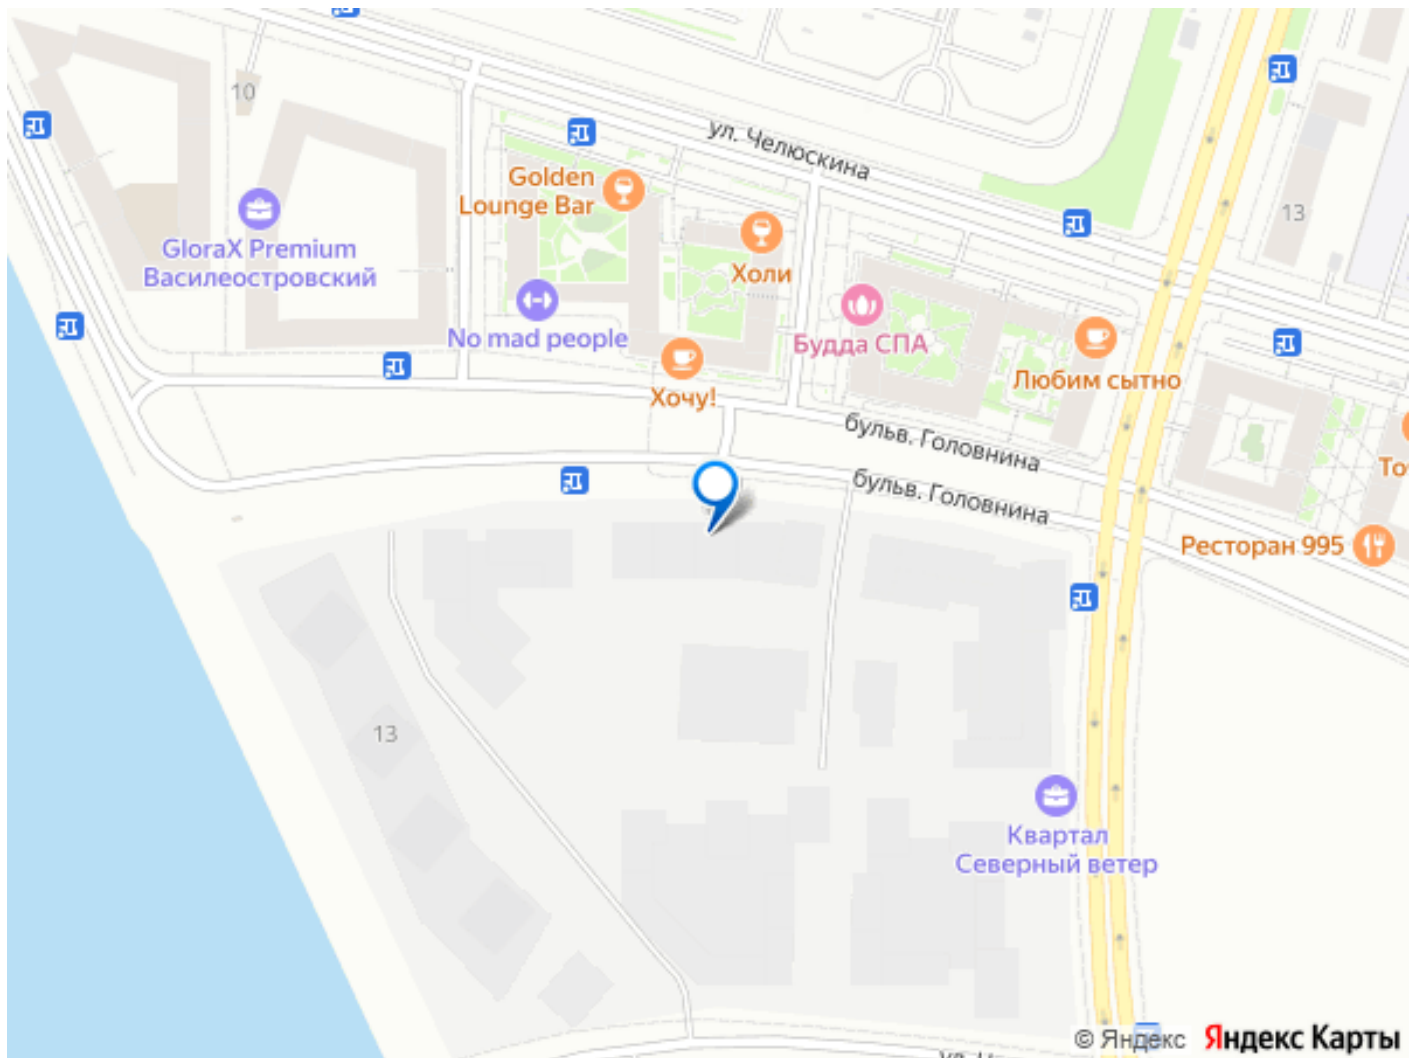 10
ул. Челюскина
Golden
Lounge Bar
13
GloraX Premium
Василеостровский
Холи
No mad people
Будда СПА
Любим сытно
Хочу!
бульв. Головнина
бульв. Головнина
Ресторан 995
13
Квартал
Северный ветер
© Яндекс Яндекс Карты